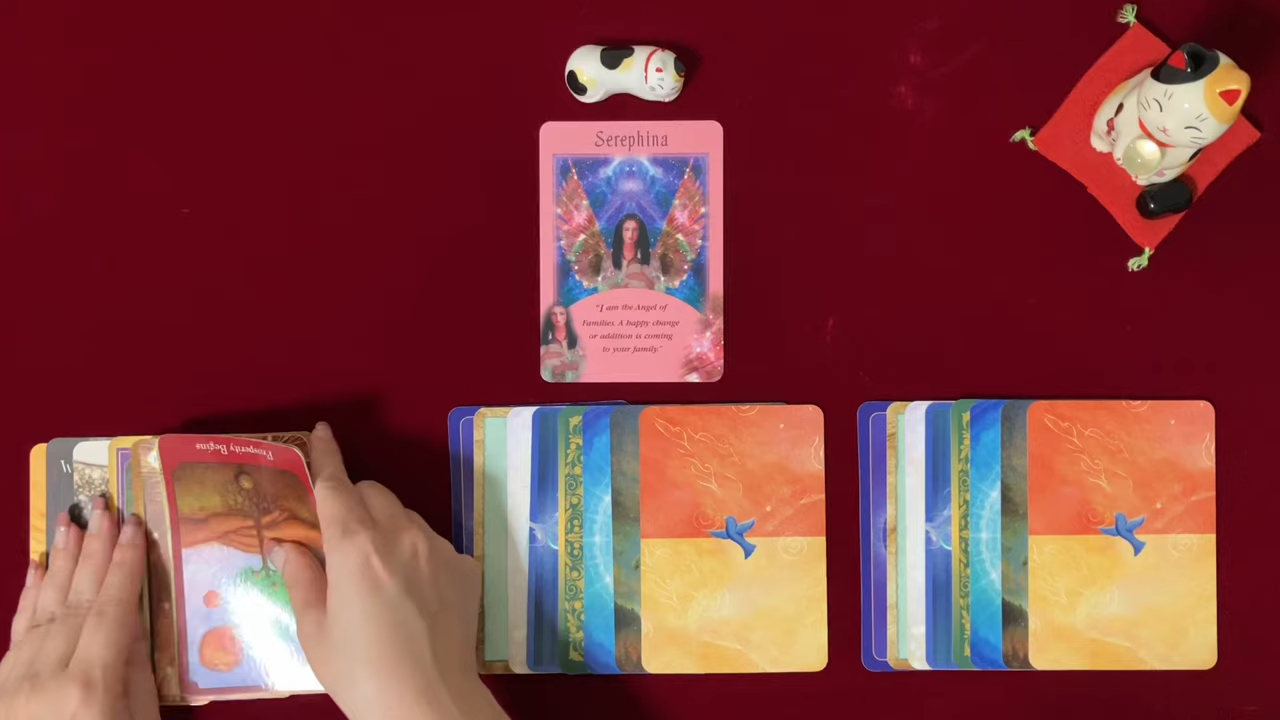 Serephina
"I am the Angel of
Families. A happy change
or addition is coming
to your family."
Prosperity Begins